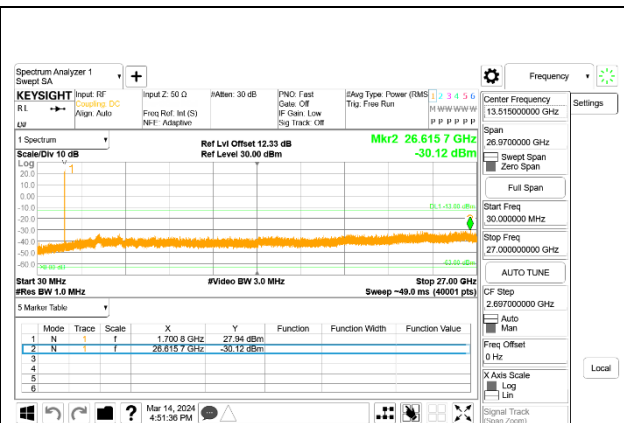 Spectrum Analyzer 1
Swept SA
Frequency
Settings
KEYSIGHT
Input: RF
Coupling: DC
Align: Auto
Input Z: 50 Ω
Freq Ref: Int (S)
NFE: Adaptive
#Atten: 30 dB
PNO: Fast
Gate: Off
IF Gain: Low
Sig Track: Off
#Avg Type: Power (RMS
Trig: Free Run
1 2 3 4 5 6
M W W W W W
P P P P P P
RL
1 Spectrum
Scale/Div 10 dB
Log
Ref Lvl Offset 12.33 dB
Ref Level 30.00 dBm
Mkr2 26.615 7 GHz
-30.12 dBm
1
20.0
10.0
0.00
-10.0
-20.0
-30.0
-40.0
-50.0
-60.0
DL1 -13.00 dBm
Start 30 MHz
#Res BW 1.0 MHz
#Video BW 3.0 MHz
Stop 27.00 GHz
Sweep ~49.0 ms (40001 pts)
5 Marker Table
Mode Trace Scale X Y Function Function Width Function Value
1 N 1 f 1.700 8 GHz 27.94 dBm
2 N 1 f 26.615 7 GHz -30.12 dBm
3
4
5
6
Mar 14, 2024
4:51:36 PM
Center Frequency
13.515000000 GHz
Span
26.9700000 GHz
Swept Span
Zero Span
Full Span
Start Freq
30.000000 MHz
Stop Freq
27.000000000 GHz
AUTO TUNE
CF Step
2.697000000 GHz
Auto
Man
Freq Offset
0 Hz
X Axis Scale
Log
Lin
Signal Track
(Span Zoom)
Local